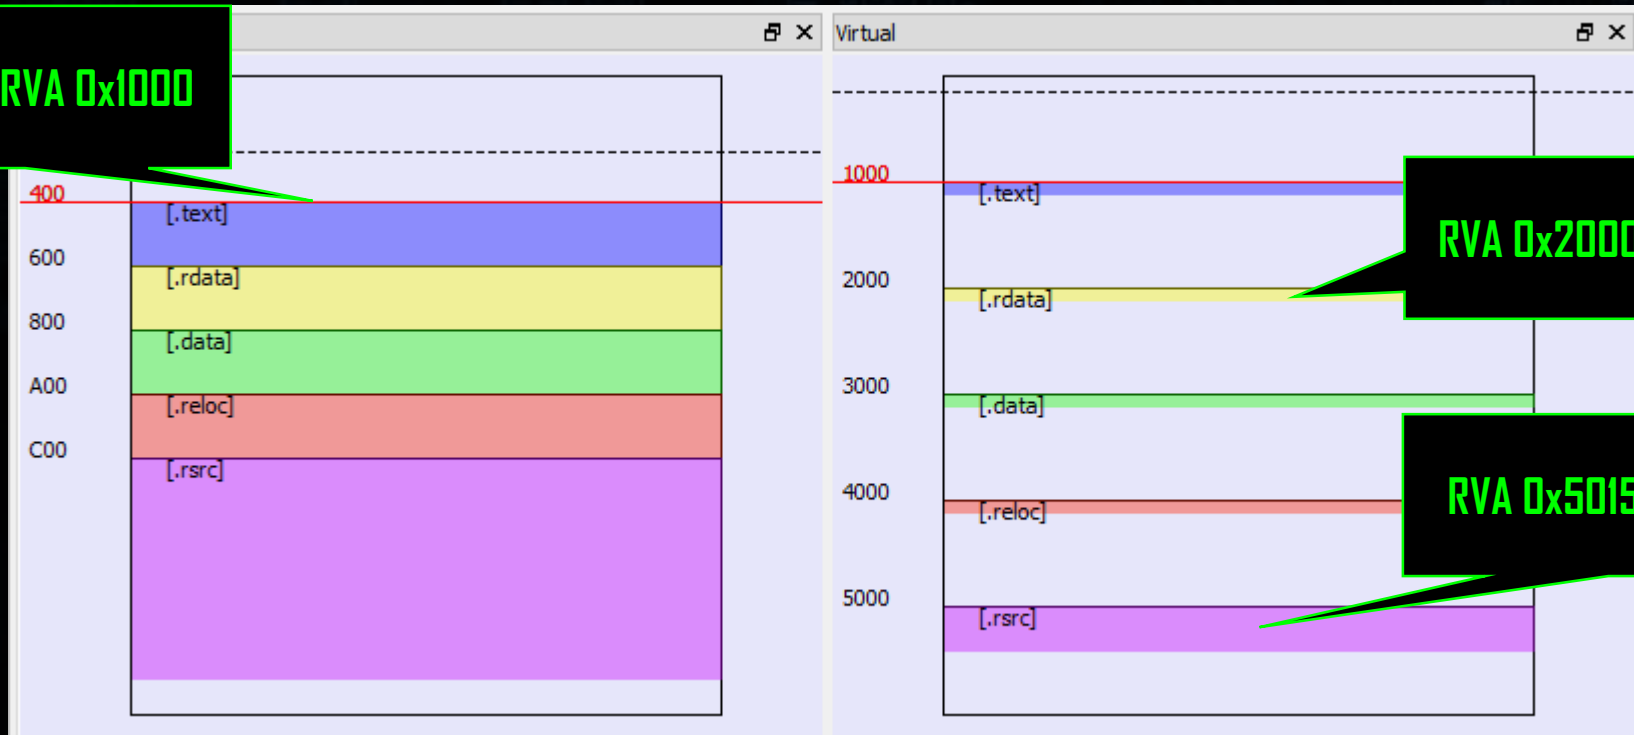 RVA 0x1000
400
[.text]
600
[.rdata]
800
[.data]
A00
[.reloc]
C00
[.rsrc]
Virtual
1000
[.text]
RVA 0x2000
2000
[.rdata]
3000
[.data]
4000
[.reloc]
RVA 0x5015
5000
[.rsrc]